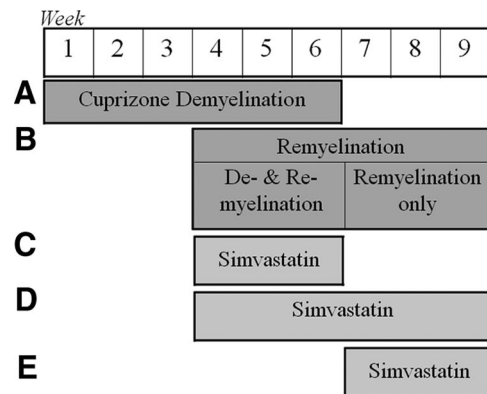 Week
1 2 3 4 5 6 7 8 9
A Cuprizone Demyelination
B Remyelination
De- & Re-
myelination
Remyelination
only
C Simvastatin
D Simvastatin
E Simvastatin